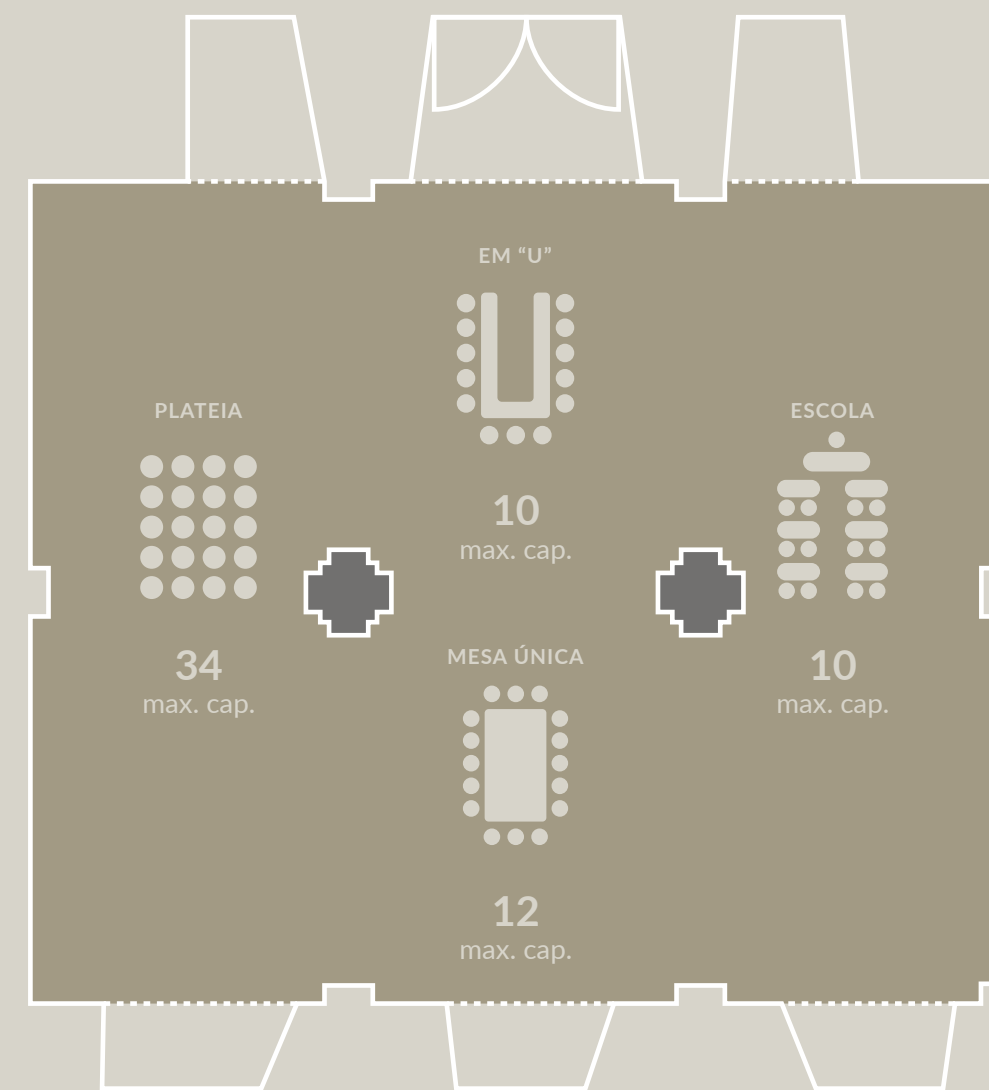 EM “U”
10
max. cap.
PLATEIA
34
max. cap.
ESCOLA
10
max. cap.
MESA ÚNICA
12
max. cap.